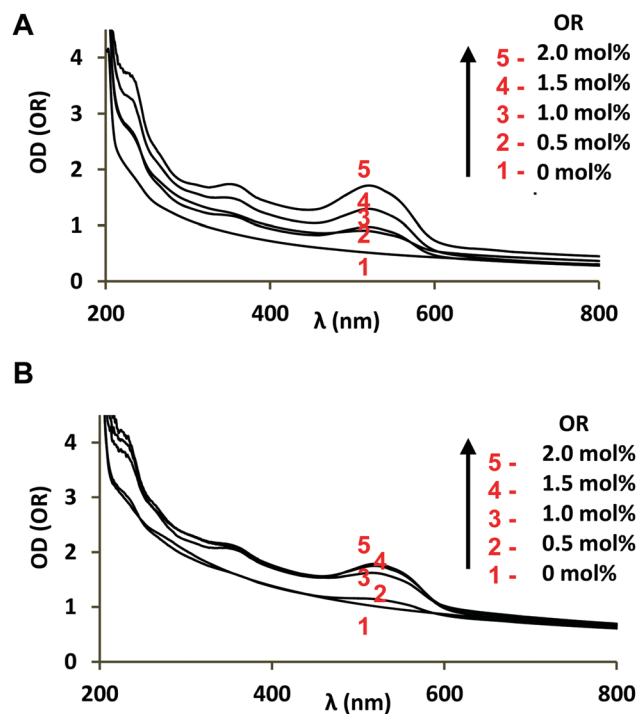 A
OR
5 - 2.0 mol%
4 - 1.5 mol%
3 - 1.0 mol%
2 - 0.5 mol%
1 - 0 mol%
OD (OR)
4
3
2
1
0
5
4
3
2
1
200 400 600 800
λ (nm)
B
OR
5 - 2.0 mol%
4 - 1.5 mol%
3 - 1.0 mol%
2 - 0.5 mol%
1 - 0 mol%
OD (OR)
4
3
2
1
0
5
4
3
2
1
200 400 600 800
λ (nm)